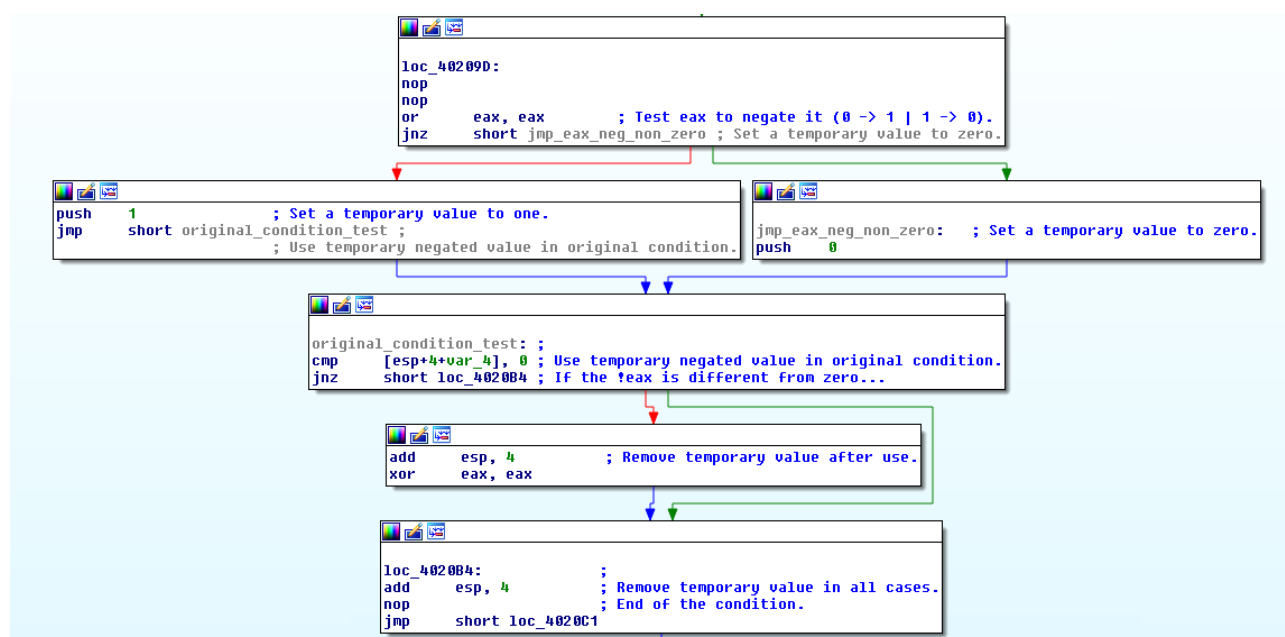 loc_40209D:
nop
nop
or eax, eax ; Test eax to negate it (0 -> 1 | 1 -> 0).
jnz short jmp_eax_neg_non_zero ; Set a temporary value to zero.
push 1 ; Set a temporary value to one.
jmp short original_condition_test ;
; Use temporary negated value in original condition.
jmp_eax_neg_non_zero: ; Set a temporary value to zero.
push 0
original_condition_test: ;
cmp [esp+4+var_4], 0 ; Use temporary negated value in original condition.
jnz short loc_4020B4 ; If the !eax is different from zero...
add esp, 4 ; Remove temporary value after use.
xor eax, eax
loc_4020B4: ;
add esp, 4 ; Remove temporary value in all cases.
nop ; End of the condition.
jmp short loc_4020C1